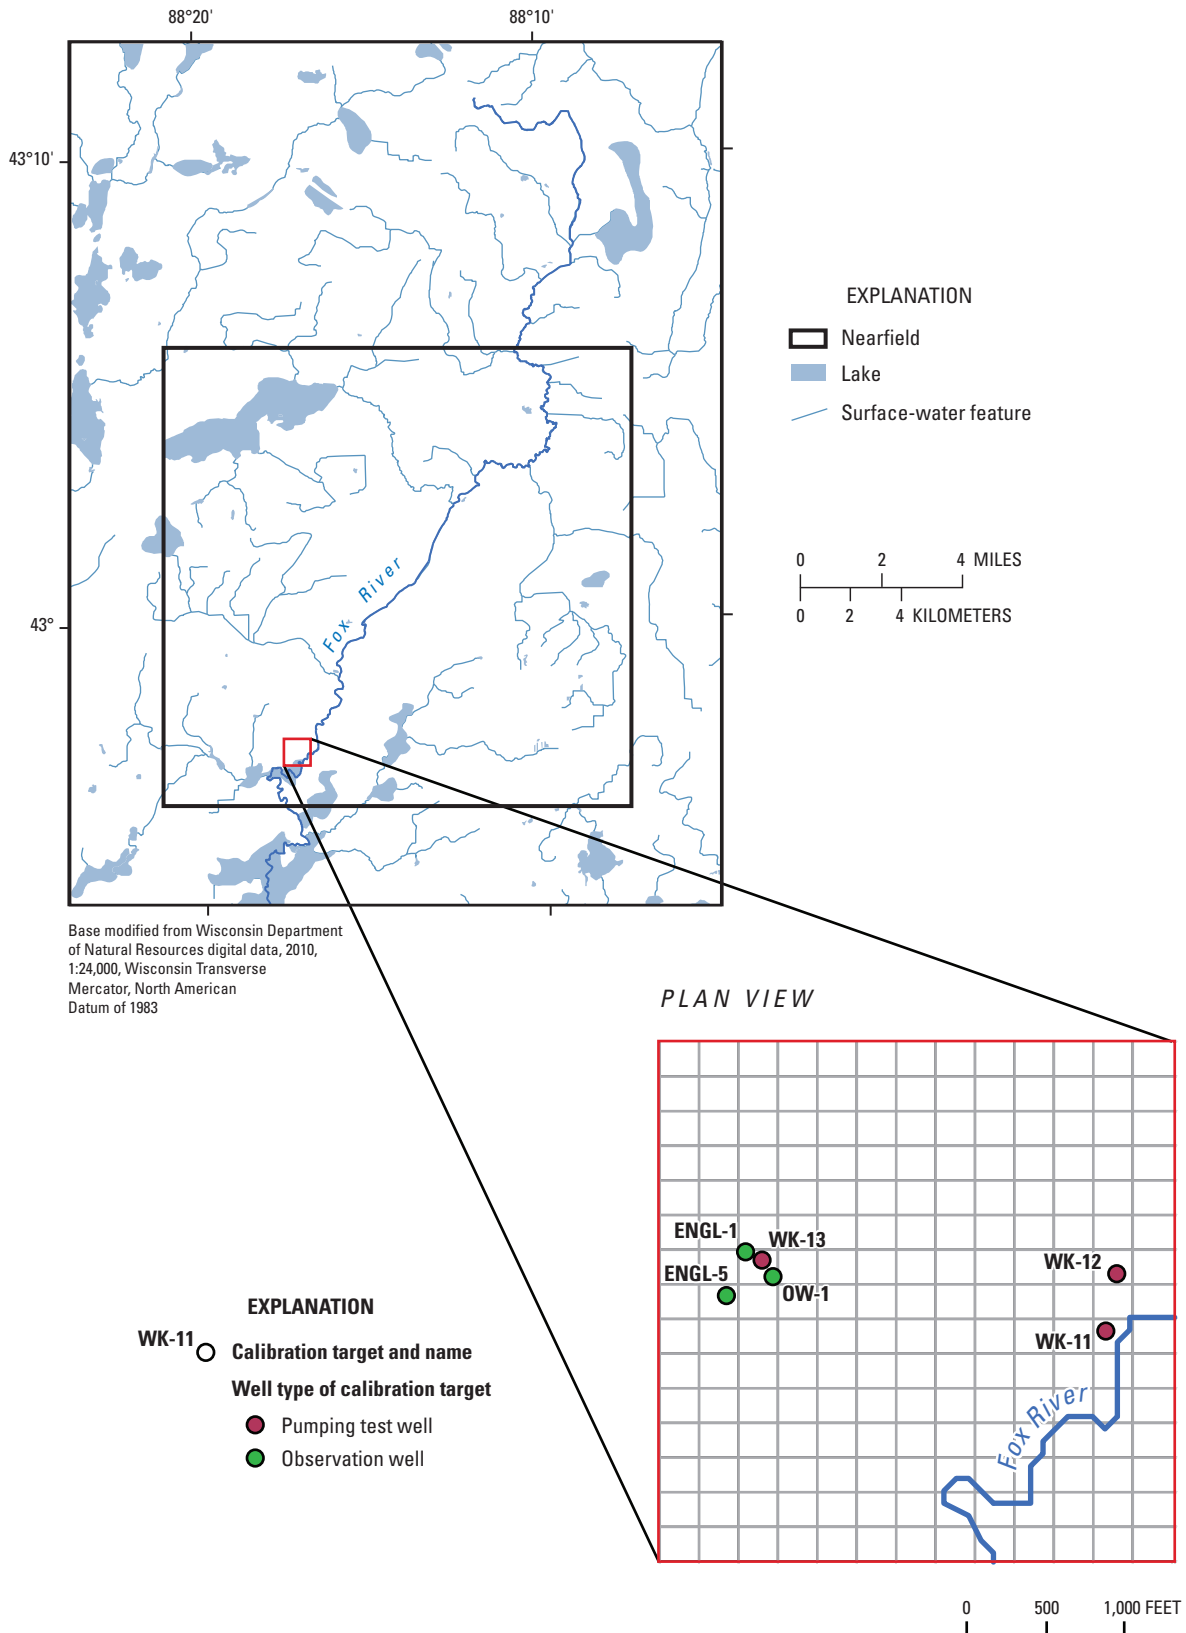 88°20'
88°10'
43°10'
43°
Fox River
EXPLANATION
Nearfield
Lake
Surface-water feature
0 2 4 MILES
0 2 4 KILOMETERS
Base modified from Wisconsin Department
of Natural Resources digital data, 2010,
1:24,000, Wisconsin Transverse
Mercator, North American
Datum of 1983
PLAN VIEW
ENGL-1
WK-13
ENGL-5
OW-1
WK-12
WK-11
Fox River
EXPLANATION
WK-11
Calibration target and name
Well type of calibration target
Pumping test well
Observation well
0 500 1,000 FEET